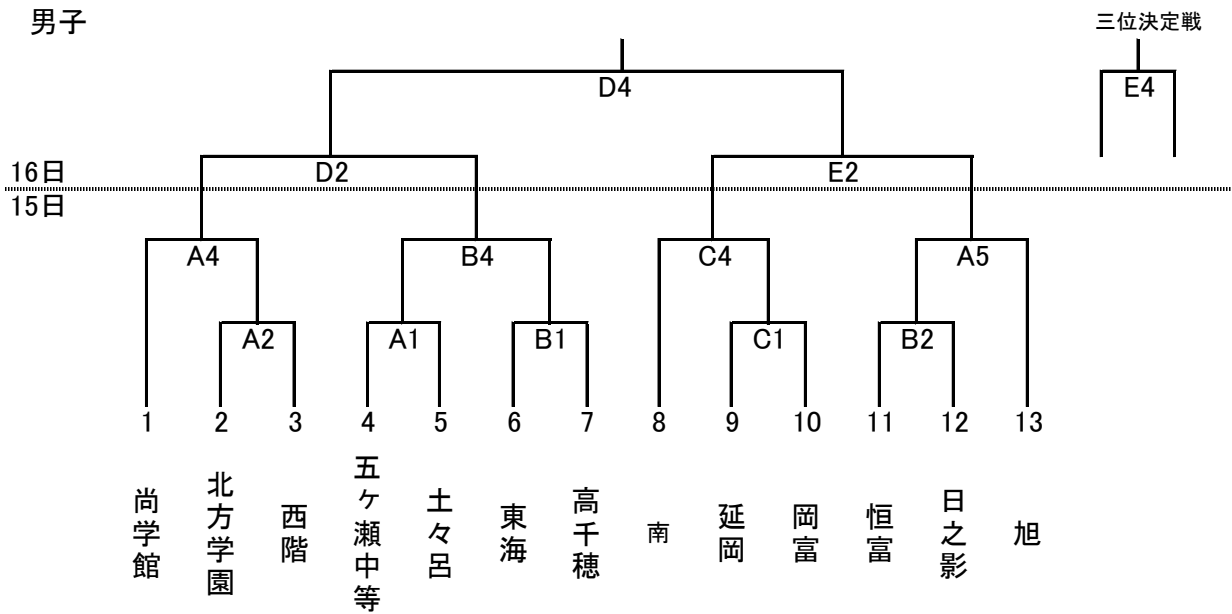 男子
三位決定戦
D4
E4
16日
D2
E2
15日
A4
B4
C4
A5
A2
A1
B1
C1
B2
1 2 3 4 5 6 7 8 9 10 11 12 13
尚学館
北方学園
西階
五ヶ瀬中等
土々呂
東海
高千穂
南
延岡
岡富
恒富
日之影
旭